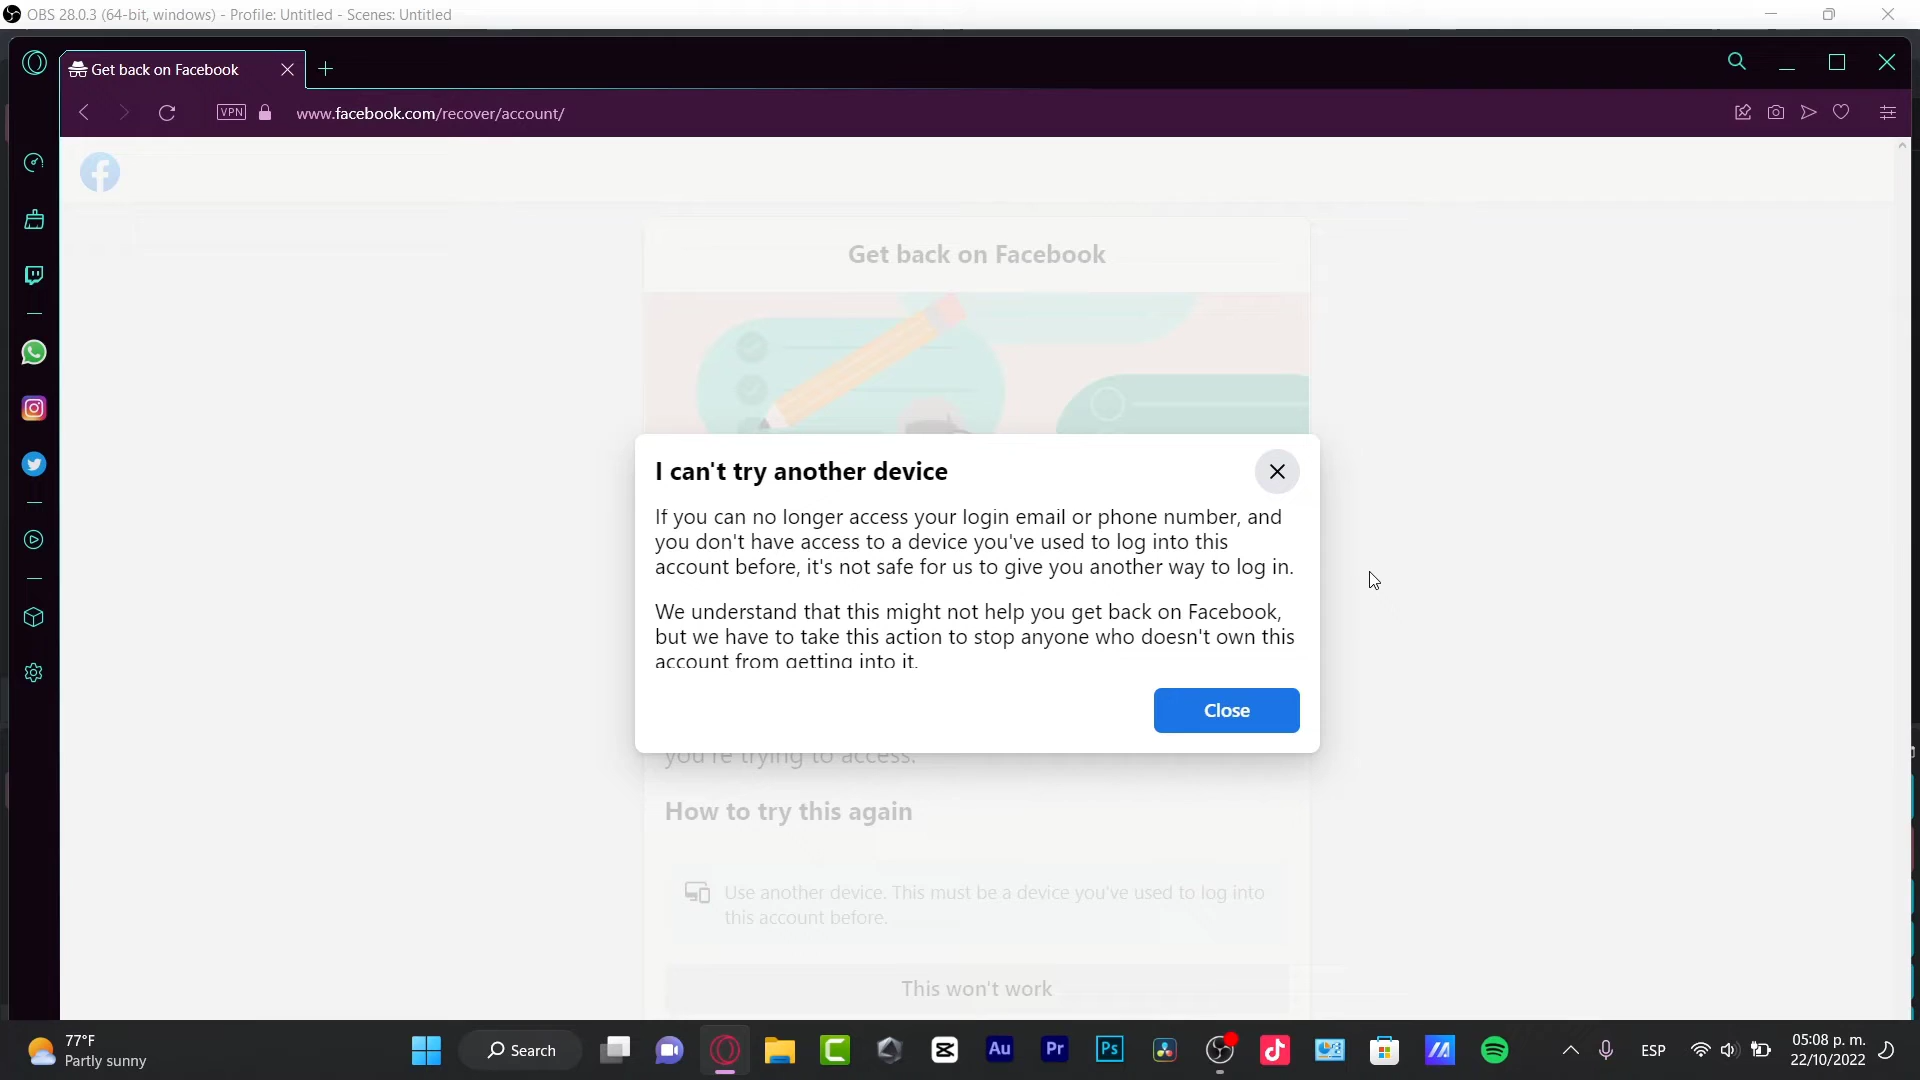 OBS 28.0.3 (64-bit, windows) - Profile: Untitled - Scenes: Untitled
Get back on Facebook
VPN
www.facebook.com/recover/account/
Get back on Facebook
I can't try another device
If you can no longer access your login email or phone number, and
you don't have access to a device you've used to log into this
account before, it's not safe for us to give you another way to log in.
We understand that this might not help you get back on Facebook,
but we have to take this action to stop anyone who doesn't own this
account from getting into it.
Close
you're trying to access.
How to try this again
Use another device. This must be a device you've used to log into
this account before.
This won't work
77°F
Partly sunny
Search
Au
Pr
Ps
ESP
05:08 p. m.
22/10/2022